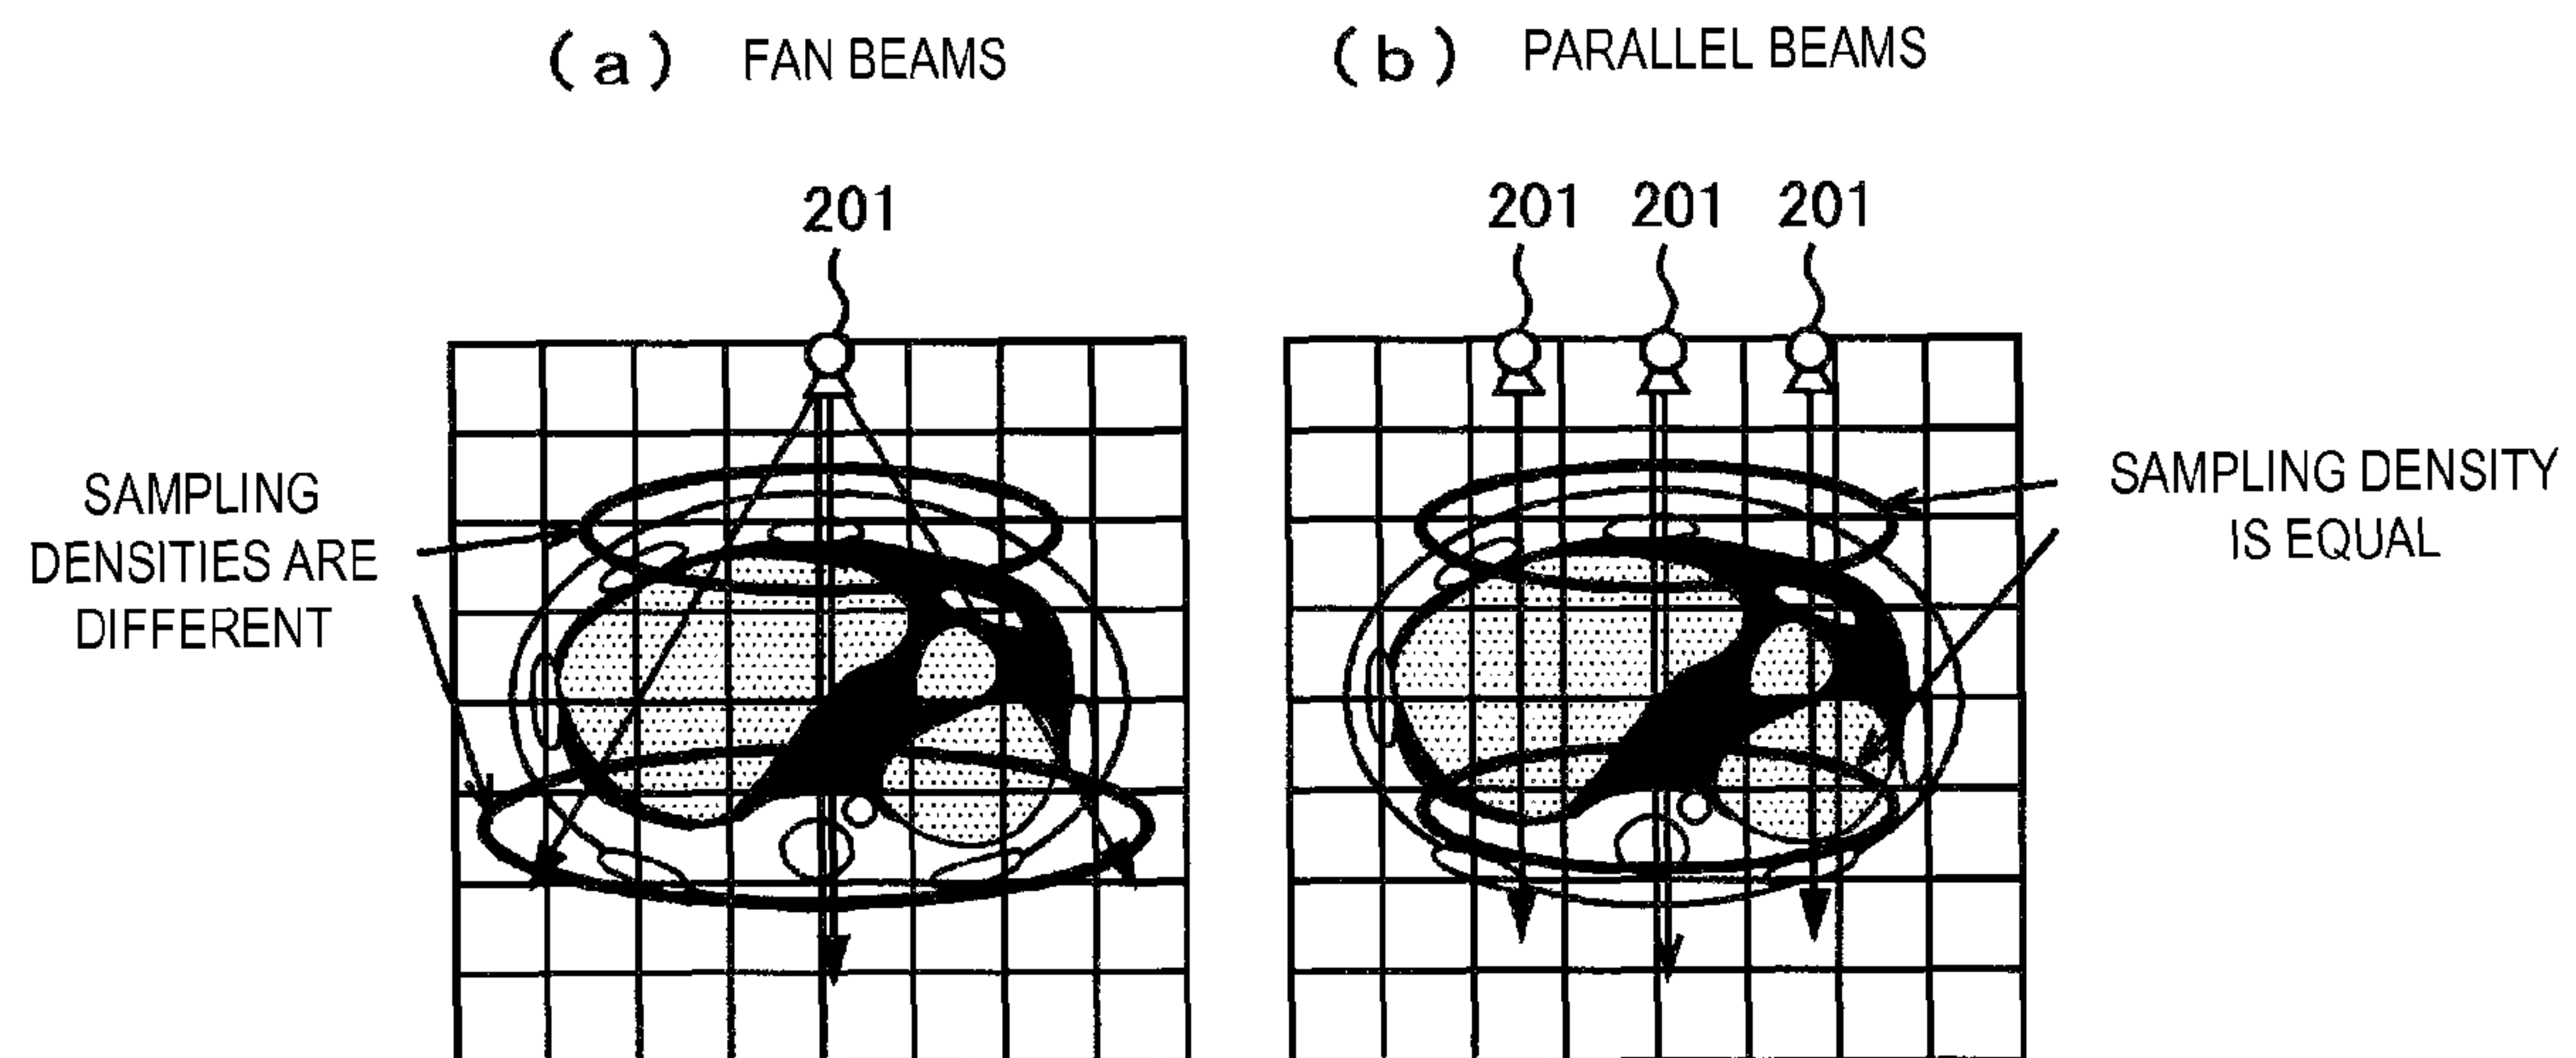 (a) FAN BEAMS
(b) PARALLEL BEAMS
201
201 201 201
SAMPLING
DENSITIES ARE
DIFFERENT
SAMPLING DENSITY
IS EQUAL